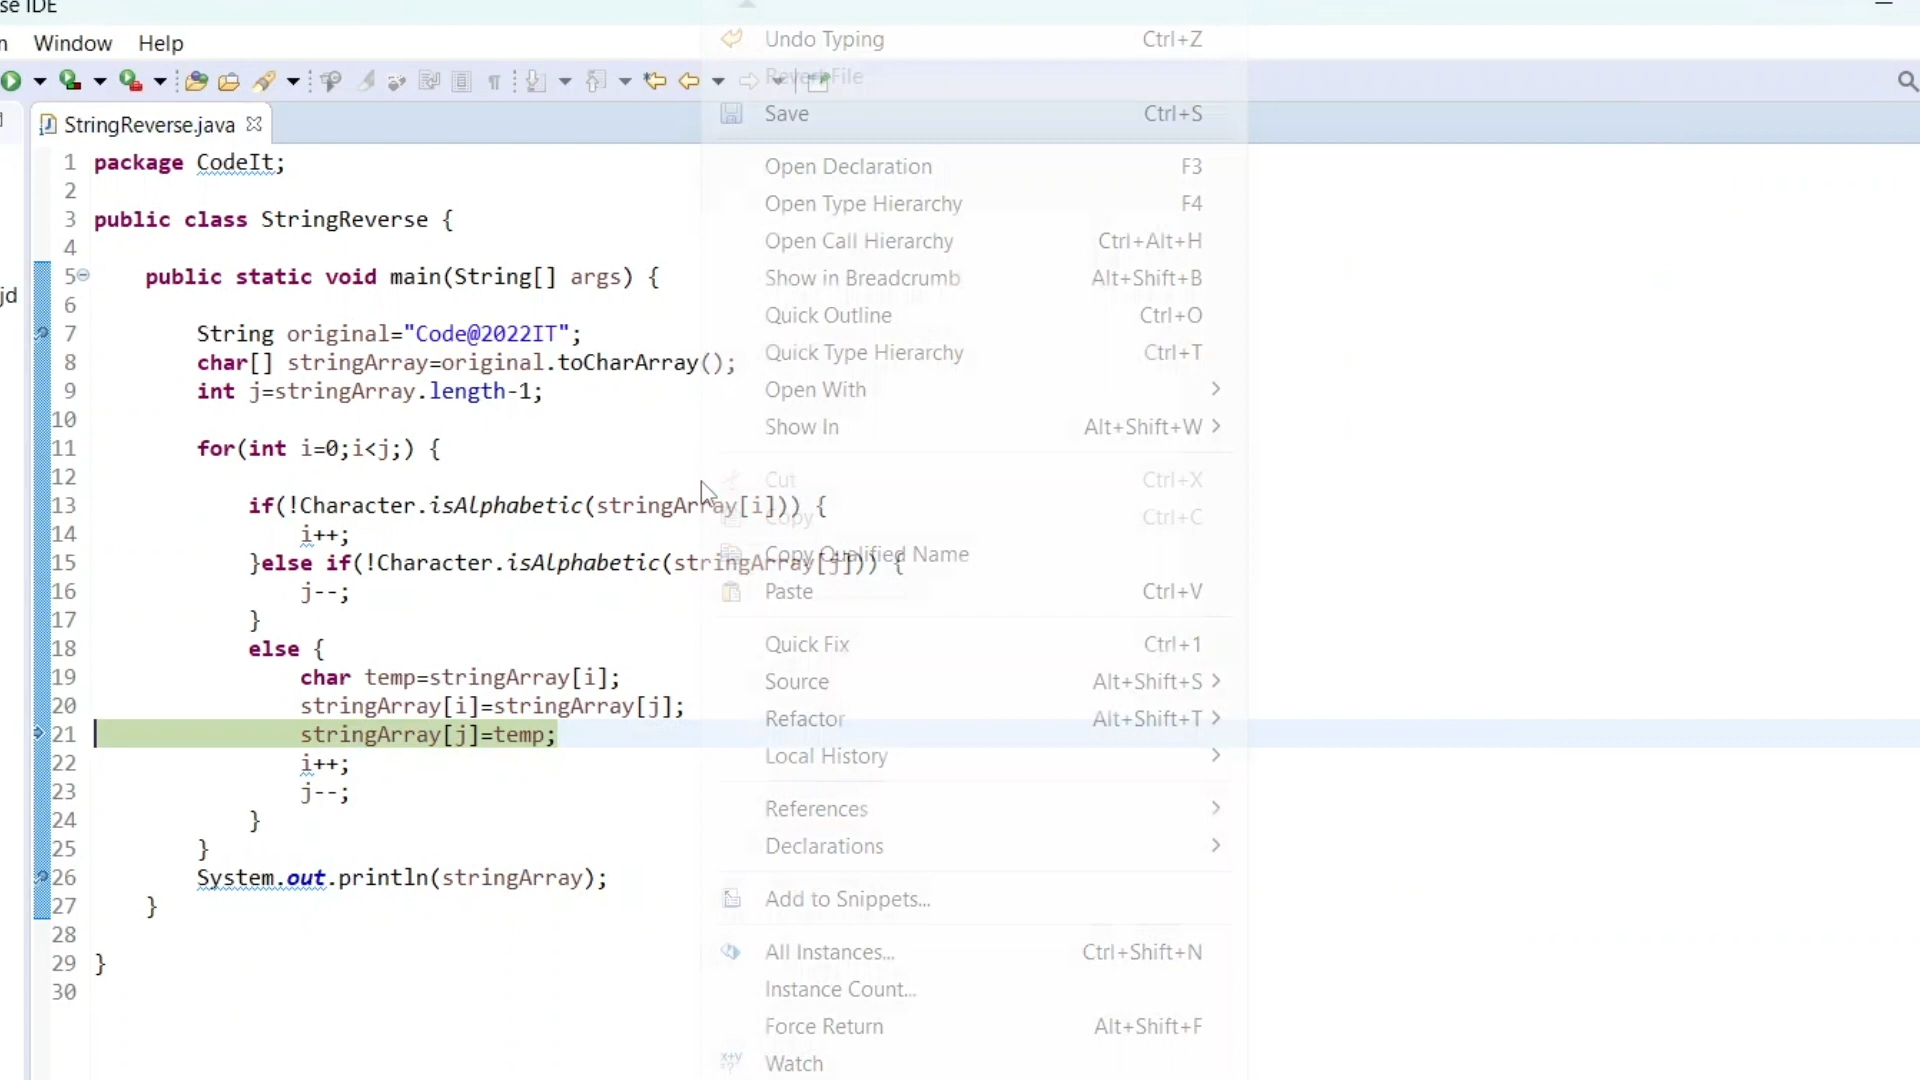 se IDE
n Window Help
StringReverse.java
1 package CodeIt;
2
3 public class StringReverse {
4
5 public static void main(String[] args) {
6
7 String original="Code@2022IT";
8 char[] stringArray=original.toCharArray();
9 int j=stringArray.length-1;
10
11 for(int i=0;i<j;) {
12
13 if(!Character.isAlphabetic(stringArray[i])) {
14 i++;
15 }else if(!Character.isAlphabetic(stringArray[j])) {
16 j--;
17 }
18 else {
19 char temp=stringArray[i];
20 stringArray[i]=stringArray[j];
21 stringArray[j]=temp;
22 i++;
23 j--;
24 }
25 }
26 System.out.println(stringArray);
27 }
28
29 }
30
jd
Undo Typing Ctrl+Z
Revert File
Save Ctrl+S
Open Declaration F3
Open Type Hierarchy F4
Open Call Hierarchy Ctrl+Alt+H
Show in Breadcrumb Alt+Shift+B
Quick Outline Ctrl+O
Quick Type Hierarchy Ctrl+T
Open With
Show In Alt+Shift+W
Cut Ctrl+X
Copy Ctrl+C
Copy Qualified Name
Paste Ctrl+V
Quick Fix Ctrl+1
Source Alt+Shift+S
Refactor Alt+Shift+T
Local History
References
Declarations
Add to Snippets...
All Instances... Ctrl+Shift+N
Instance Count...
Force Return Alt+Shift+F
Watch